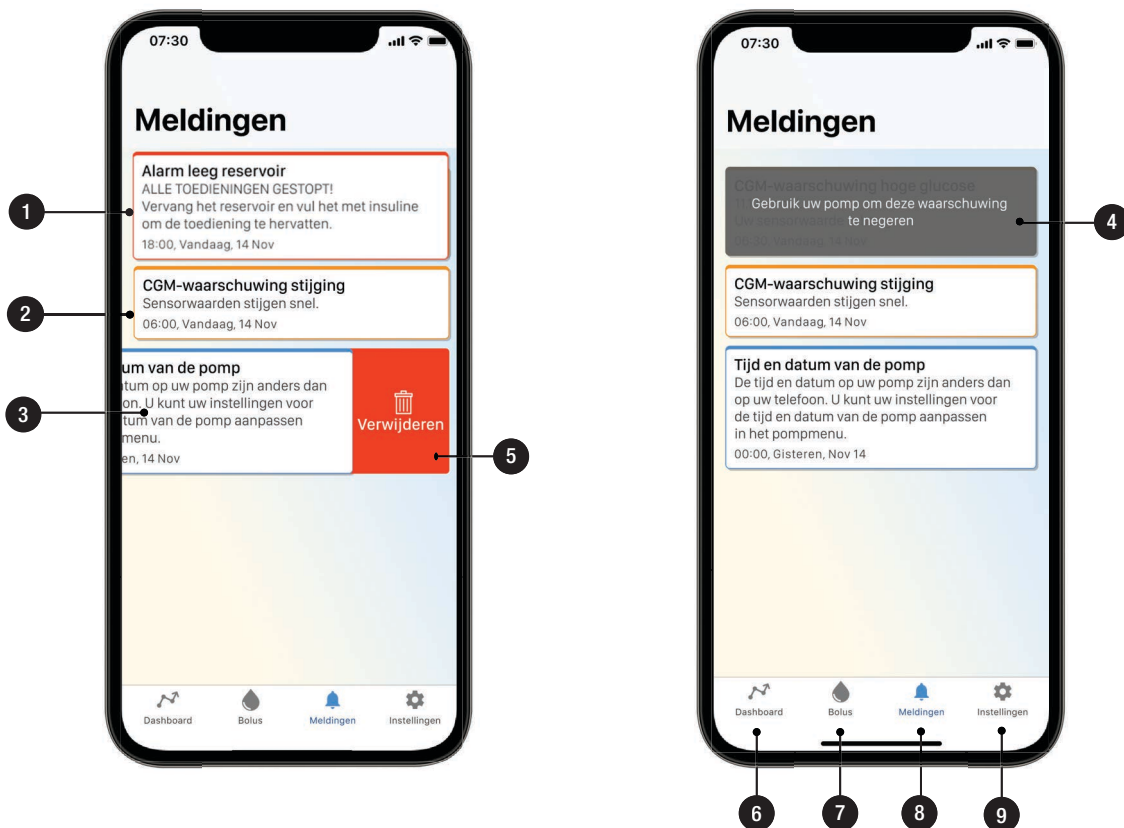 07:30
Meldingen
Alarm leeg reservoir
ALLE TOEDIENINGEN GESTOPT!
Vervang het reservoir en vul het met insuline
om de toediening te hervatten.
18:00, Vandaag, 14 Nov
CGM-waarschuwing stijging
Sensorwaarden stijgen snel.
06:00, Vandaag, 14 Nov
um van de pomp
atum op uw pomp zijn anders dan
on. U kunt uw instellingen voor
tum van de pomp aanpassen
menu.
en, 14 Nov
Verwijderen
Dashboard
Bolus
Meldingen
Instellingen
1
2
3
5
07:30
Meldingen
CGM-waarschuwing hoge glucose
Gebruik uw pomp om deze waarschuwing
te negeren
Uw sensorwaarde
06:30, Vandaag, 14 Nov
CGM-waarschuwing stijging
Sensorwaarden stijgen snel.
06:00, Vandaag, 14 Nov
Tijd en datum van de pomp
De tijd en datum op uw pomp zijn anders dan
op uw telefoon. U kunt uw instellingen voor
de tijd en datum van de pomp aanpassen
in het pompmenu.
00:00, Gisteren, Nov 14
Dashboard
Bolus
Meldingen
Instellingen
4
6
7
8
9